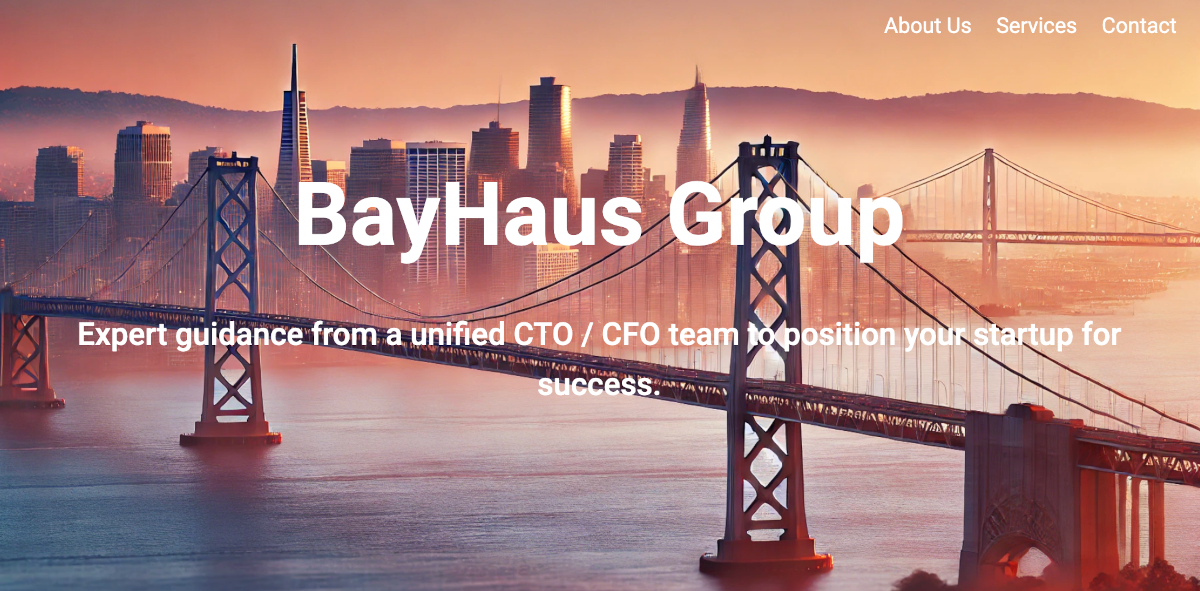 About Us Services Contact
BayHaus Group
Expert guidance from a unified CTO / CFO team to position your startup for
success.